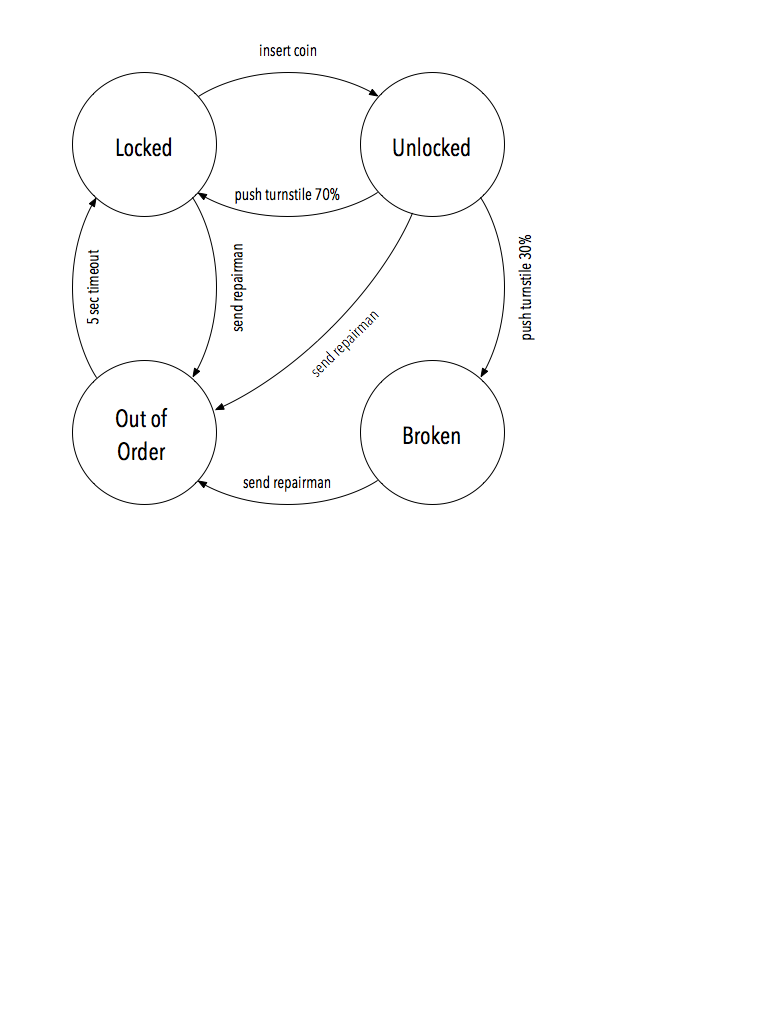 insert coin
Locked
Unlocked
push turnstile 70%
5 sec timeout
send repairman
send repairman
push turnstile 30%
Out of
Order
Broken
send repairman